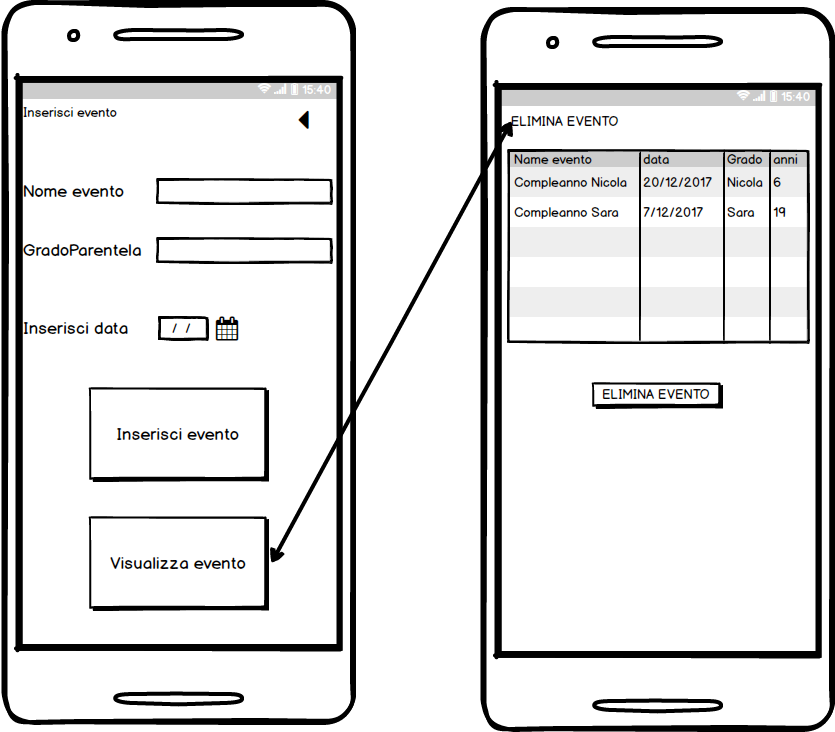 15:40
Inserisci evento
Nome evento
GradoParentela
Inserisci data / /
Inserisci evento
Visualizza evento
15:40
ELIMINA EVENTO
Name evento data Grado anni
Compleanno Nicola 20/12/2017 Nicola 6
Compleanno Sara 7/12/2017 Sara 19
ELIMINA EVENTO